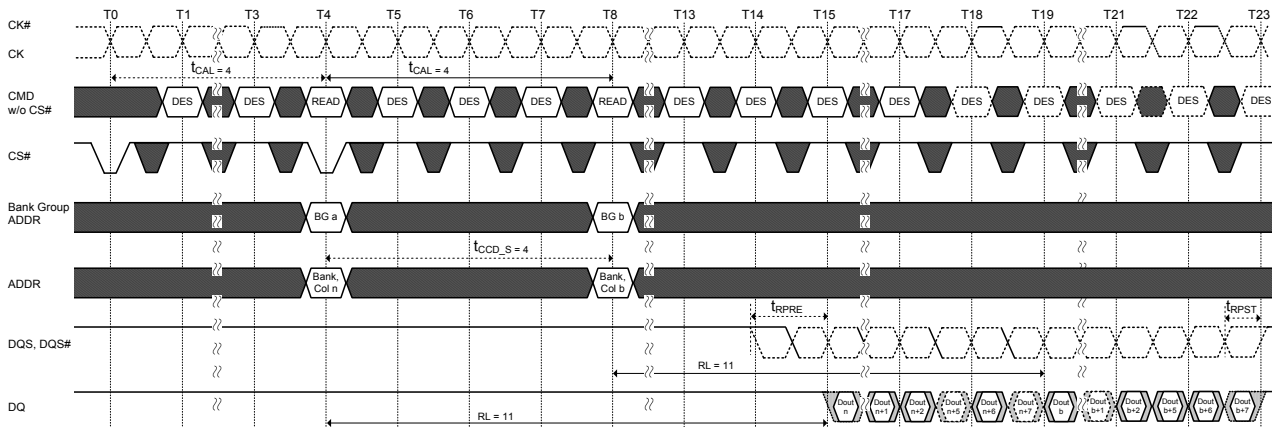 T0 T1 T3 T4 T5 T6 T7 T8 T13 T14 T15 T17 T18 T19 T21 T22 T23
CK#
CK
tCAL = 4 tCAL = 4
CMD
w/o CS#
DES DES READ DES DES DES READ DES DES DES DES DES DES DES DES DES
CS#
Bank Group
ADDR
BG a BG b
tCCD_S = 4
ADDR
Bank,
Col n
Bank,
Col b
tRPRE tRPST
DQS, DQS#
RL = 11
DQ
Dout
n
Dout
n+1
Dout
n+2
Dout
n+5
Dout
n+6
Dout
n+7
Dout
b
Dout
b+1
Dout
b+2
Dout
b+5
Dout
b+6
Dout
b+7
RL = 11